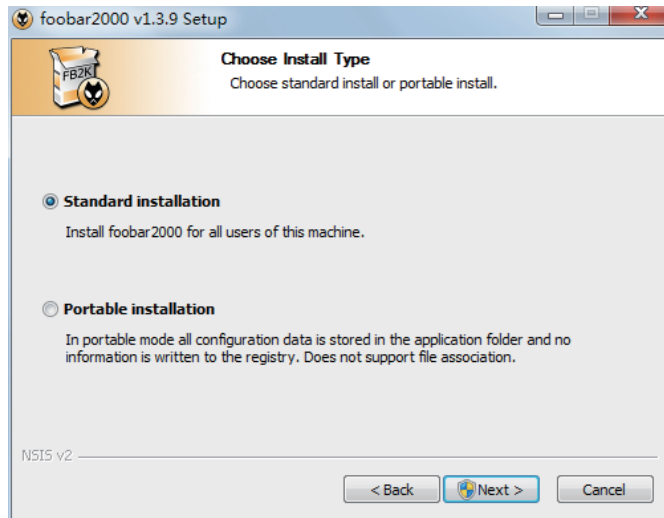 foobar2000 v1.3.9 Setup
FB2K
Choose Install Type
Choose standard install or portable install.
Standard installation
Install foobar2000 for all users of this machine.
Portable installation
In portable mode all configuration data is stored in the application folder and no
information is written to the registry. Does not support file association.
NSIS v2
< Back
Next >
Cancel